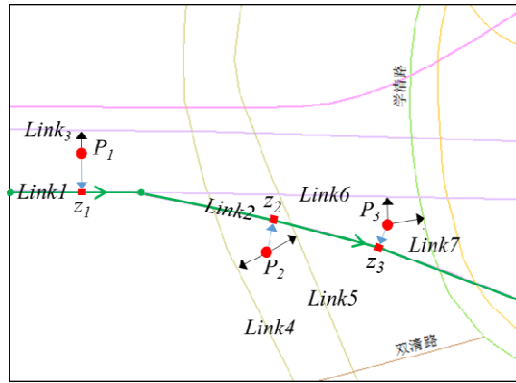 学清路
Link3
P1
Link1
z1
Link2
z2
Link6
P3
Link7
z3
P2
Link5
Link4
双清路